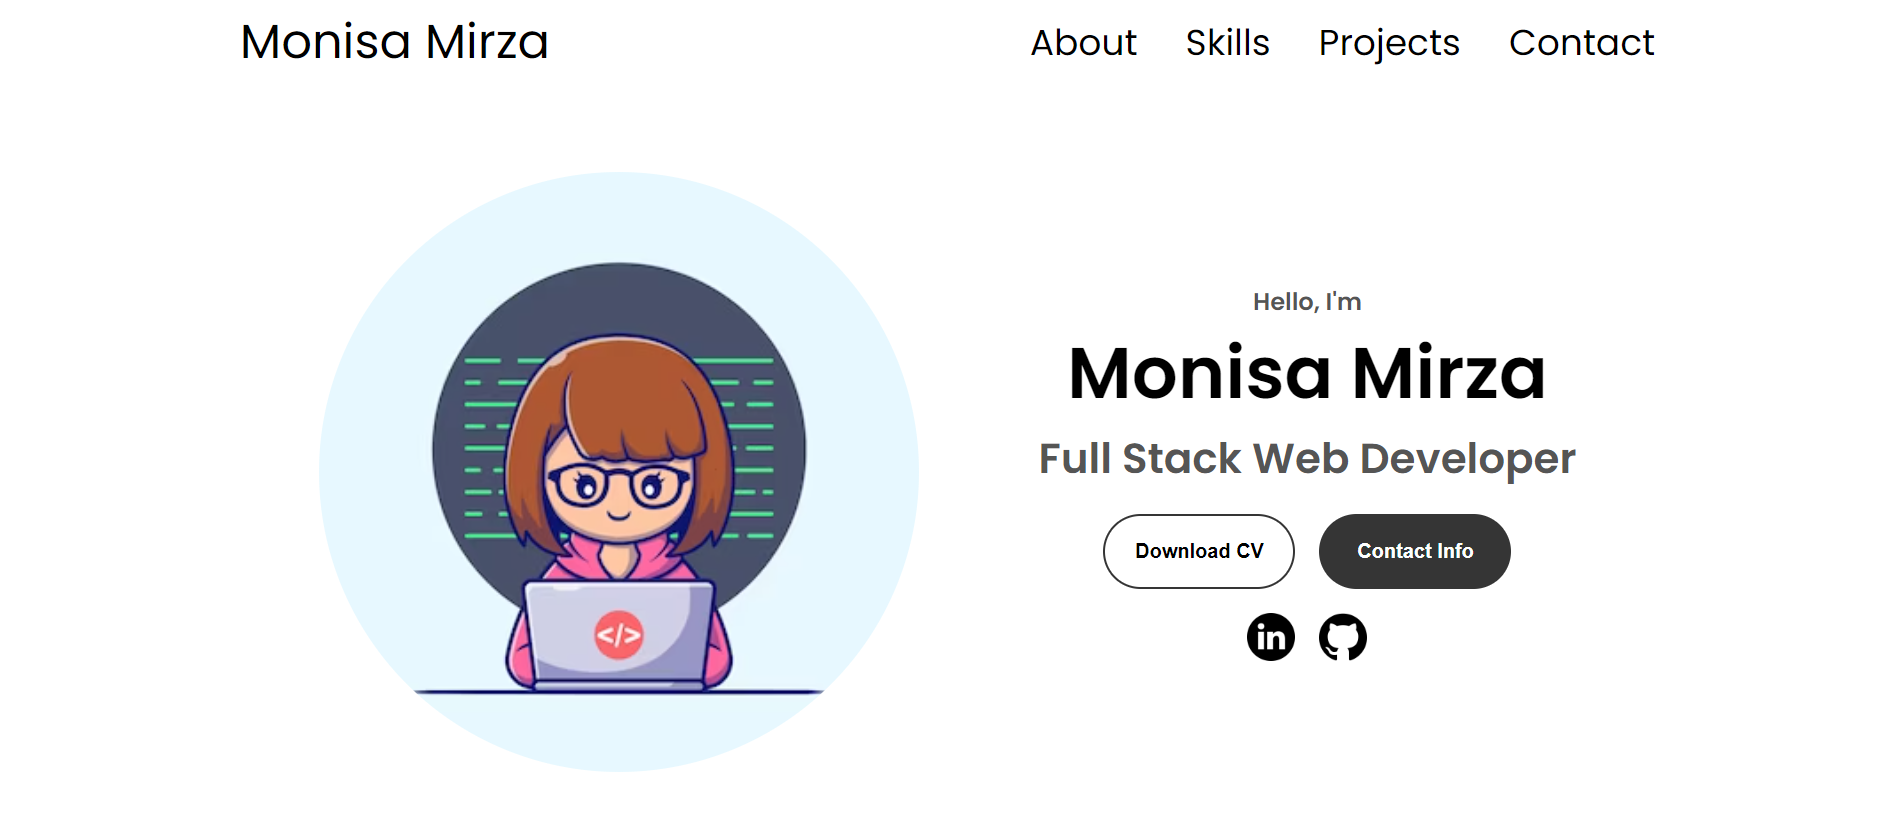 Monisa Mirza
About Skills Projects Contact
Hello, I'm
Monisa Mirza
Full Stack Web Developer
Download CV Contact Info
in
</>